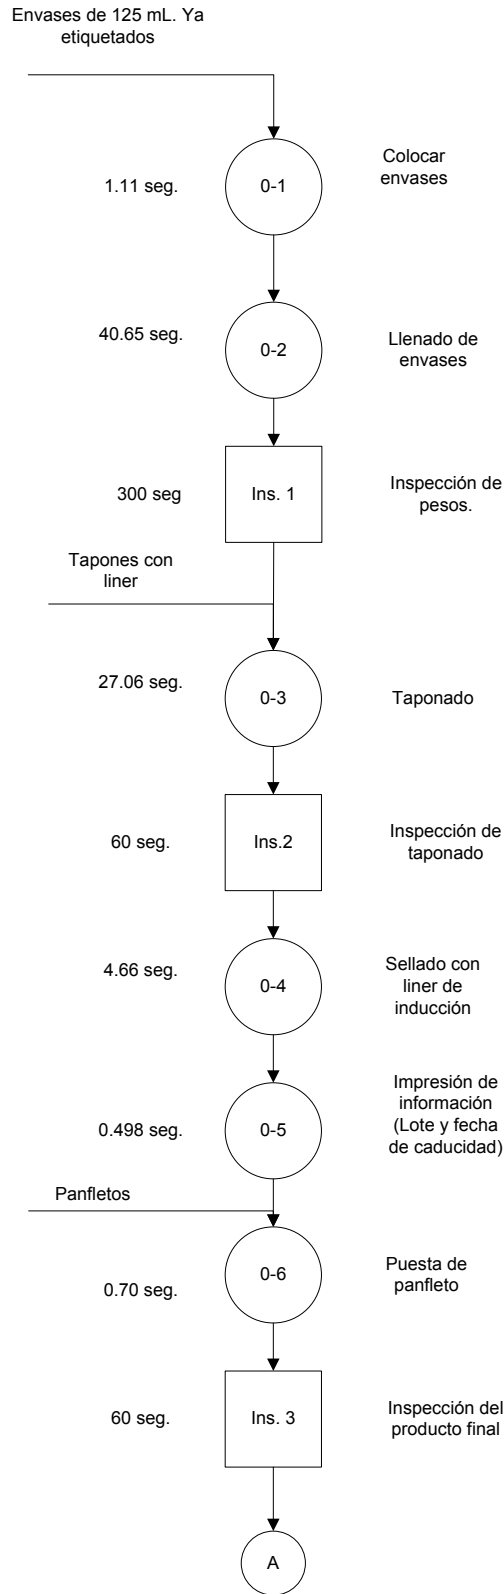 Envases de 125 mL. Ya
etiquetados
1.11 seg.
0-1
Colocar
envases
40.65 seg.
0-2
Llenado de
envases
300 seg
Ins. 1
Inspección de
pesos.
Tapones con
liner
27.06 seg.
0-3
Taponado
60 seg.
Ins.2
Inspección de
taponado
4.66 seg.
0-4
Sellado con
liner de
inducción
0.498 seg.
0-5
Impresión de
información
(Lote y fecha
de caducidad)
Panfletos
0.70 seg.
0-6
Puesta de
panfleto
60 seg.
Ins. 3
Inspección del
producto final
A